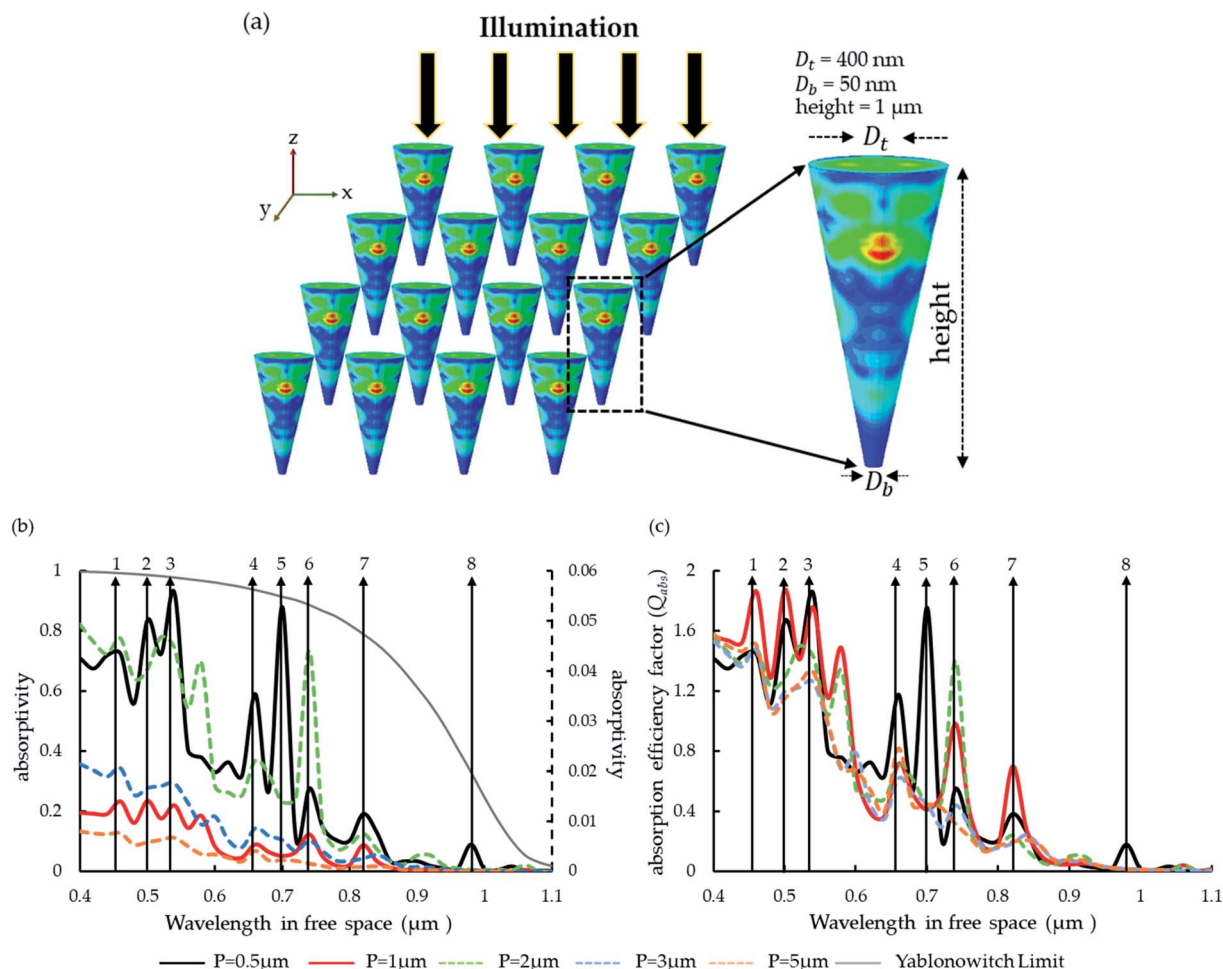 (a)
Illumination
D_t = 400 nm
D_b = 50 nm
height = 1 μm
D_t
z
x
y
height
D_b
(b)
(c)
1 2 3 4 5 6 7 8
1
0.8
0.6
0.4
0.2
0
absorptivity
0.06
0.05
0.04
0.03
0.02
0.01
0
absorptivity
0.4 0.5 0.6 0.7 0.8 0.9 1 1.1
Wavelength in free space (μm )
1 2 3 4 5 6 7 8
2
1.6
1.2
0.8
0.4
0
absorption efficiency factor (Q_abs)
0.4 0.5 0.6 0.7 0.8 0.9 1 1.1
Wavelength in free space (μm )
P=0.5μm P=1μm P=2μm P=3μm P=5μm Yablonowitch Limit